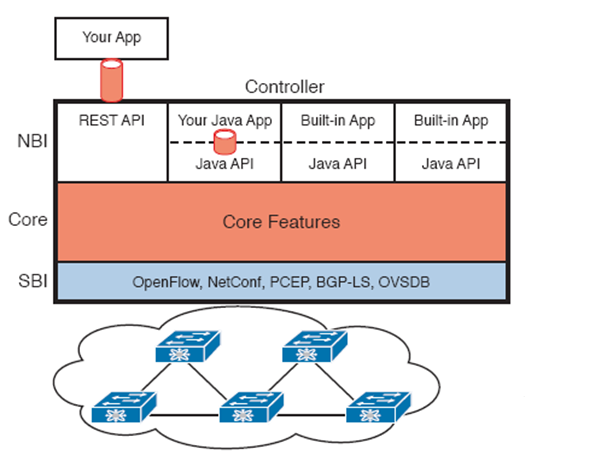 Your App
Controller
NBI
REST API
Your Java App
Built-in App
Built-in App
Java API
Java API
Java API
Core
Core Features
SBI
OpenFlow, NetConf, PCEP, BGP-LS, OVSDB